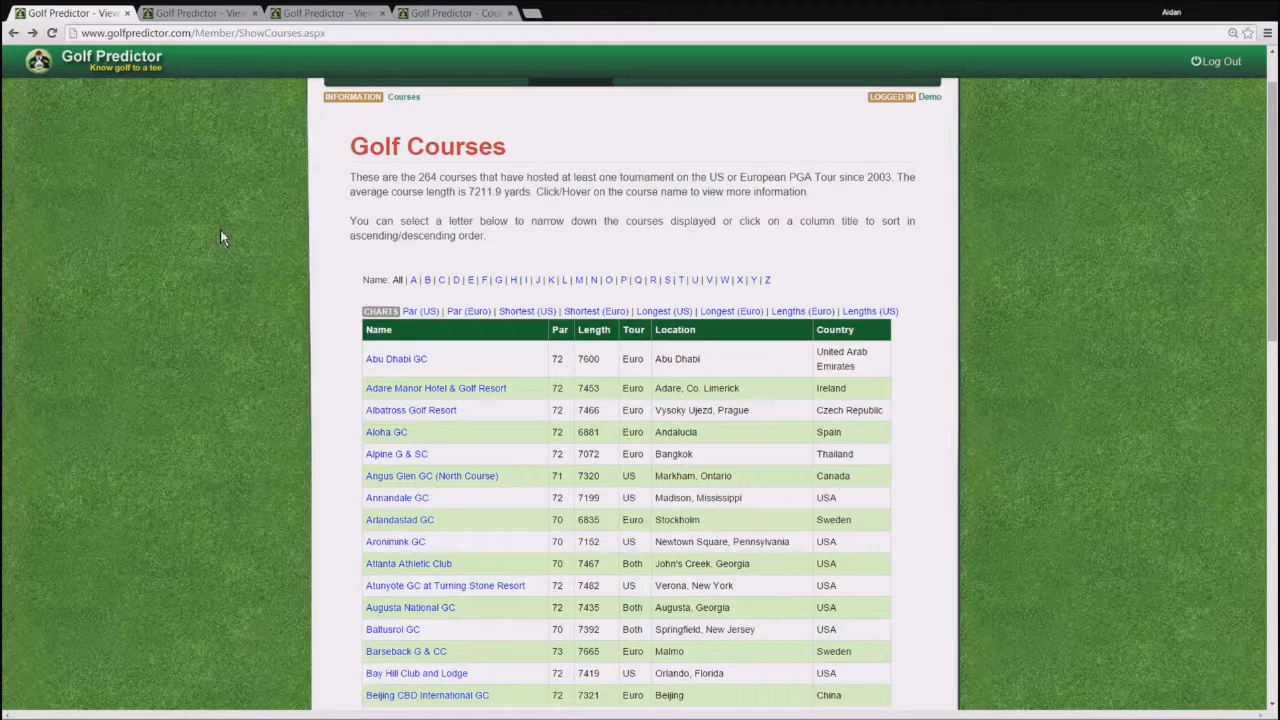 Golf Predictor - View
Golf Predictor - View
Golf Predictor - View
Golf Predictor - Cou
Aidan
www.golfpredictor.com/Member/ShowCourses.aspx
Golf Predictor
Know golf to a tee
Log Out
INFORMATION Courses
LOGGED IN Demo
Golf Courses
These are the 264 courses that have hosted at least one tournament on the US or European PGA Tour since 2003. The
average course length is 7211.9 yards. Click/Hover on the course name to view more information.
You can select a letter below to narrow down the courses displayed or click on a column title to sort in
ascending/descending order.
Name: All | A | B | C | D | E | F | G | H | I | J | K | L | M | N | O | P | Q | R | S | T | U | V | W | X | Y | Z
CHARTS Par (US) | Par (Euro) | Shortest (US) | Shortest (Euro) | Longest (US) | Longest (Euro) | Lengths (Euro) | Lengths (US)
Name Par Length Tour Location Country
Abu Dhabi GC 72 7600 Euro Abu Dhabi United Arab
Emirates
Adare Manor Hotel & Golf Resort 72 7453 Euro Adare, Co. Limerick Ireland
Albatross Golf Resort 72 7466 Euro Vysoky Ujezd, Prague Czech Republic
Aloha GC 72 6881 Euro Andalucia Spain
Alpine G & SC 72 7072 Euro Bangkok Thailand
Angus Glen GC (North Course) 71 7320 US Markham, Ontario Canada
Annandale GC 72 7199 US Madison, Mississippi USA
Arlandastad GC 70 6835 Euro Stockholm Sweden
Aronimink GC 70 7152 US Newtown Square, Pennsylvania USA
Atlanta Athletic Club 70 7467 Both John's Creek, Georgia USA
Atunyote GC at Turning Stone Resort 72 7482 US Verona, New York USA
Augusta National GC 72 7435 Both Augusta, Georgia USA
Baltusrol GC 70 7392 Both Springfield, New Jersey USA
Barseback G & CC 73 7665 Euro Malmo Sweden
Bay Hill Club and Lodge 72 7419 US Orlando, Florida USA
Beijing CBD International GC 72 7321 Euro Beijing China